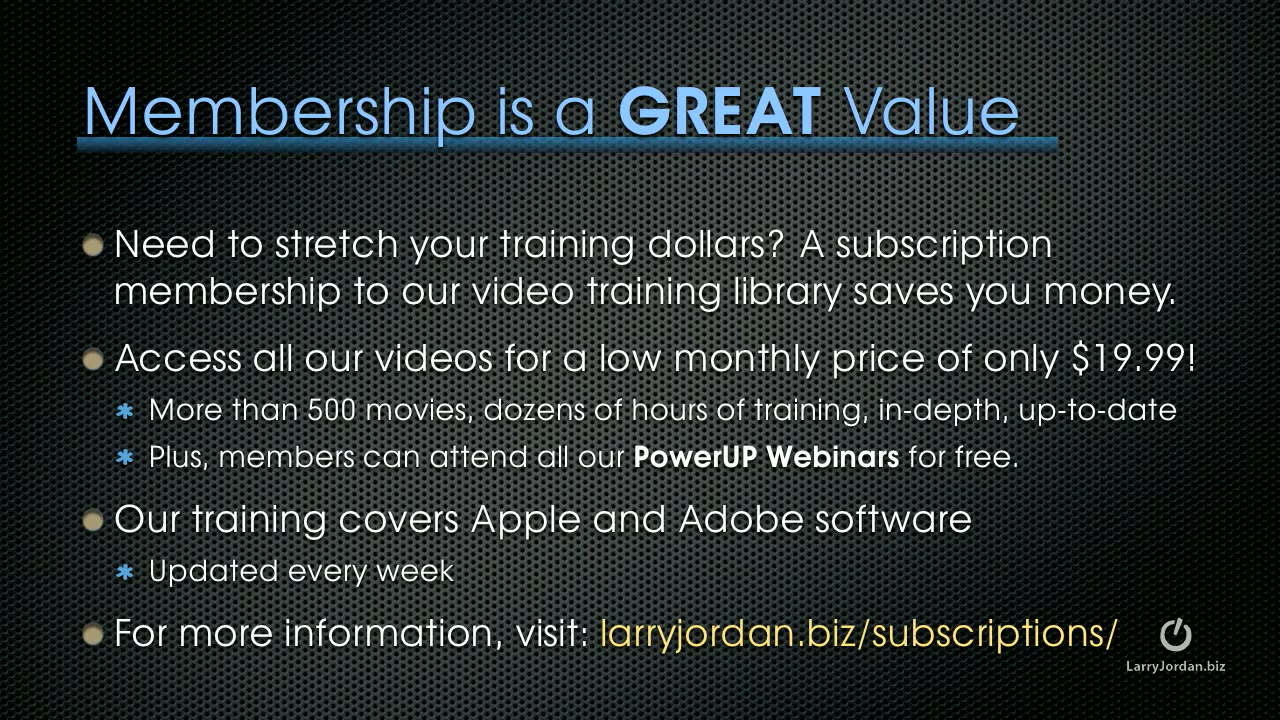 Membership is a GREAT Value
Need to stretch your training dollars? A subscription
membership to our video training library saves you money.
Access all our videos for a low monthly price of only $19.99!
More than 500 movies, dozens of hours of training, in-depth, up-to-date
Plus, members can attend all our PowerUP Webinars for free.
Our training covers Apple and Adobe software
Updated every week
For more information, visit: larryjordan.biz/subscriptions/
LarryJordan.biz